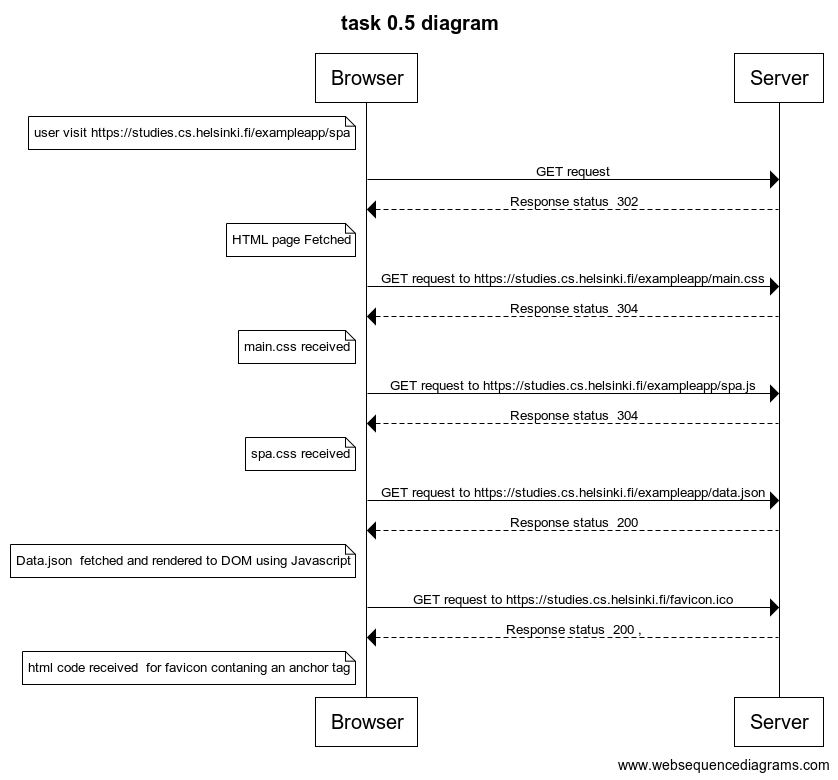 task 0.5 diagram
Browser
Server
user visit https://studies.cs.helsinki.fi/exampleapp/spa
GET request
Response status  302
HTML page Fetched
GET request to https://studies.cs.helsinki.fi/exampleapp/main.css
Response status  304
main.css received
GET request to https://studies.cs.helsinki.fi/exampleapp/spa.js
Response status  304
spa.css received
GET request to https://studies.cs.helsinki.fi/exampleapp/data.json
Response status  200
Data.json  fetched and rendered to DOM using Javascript
GET request to https://studies.cs.helsinki.fi/favicon.ico
Response status  200 ,
html code received  for favicon contaning an anchor tag
Browser
Server
www.websequencediagrams.com